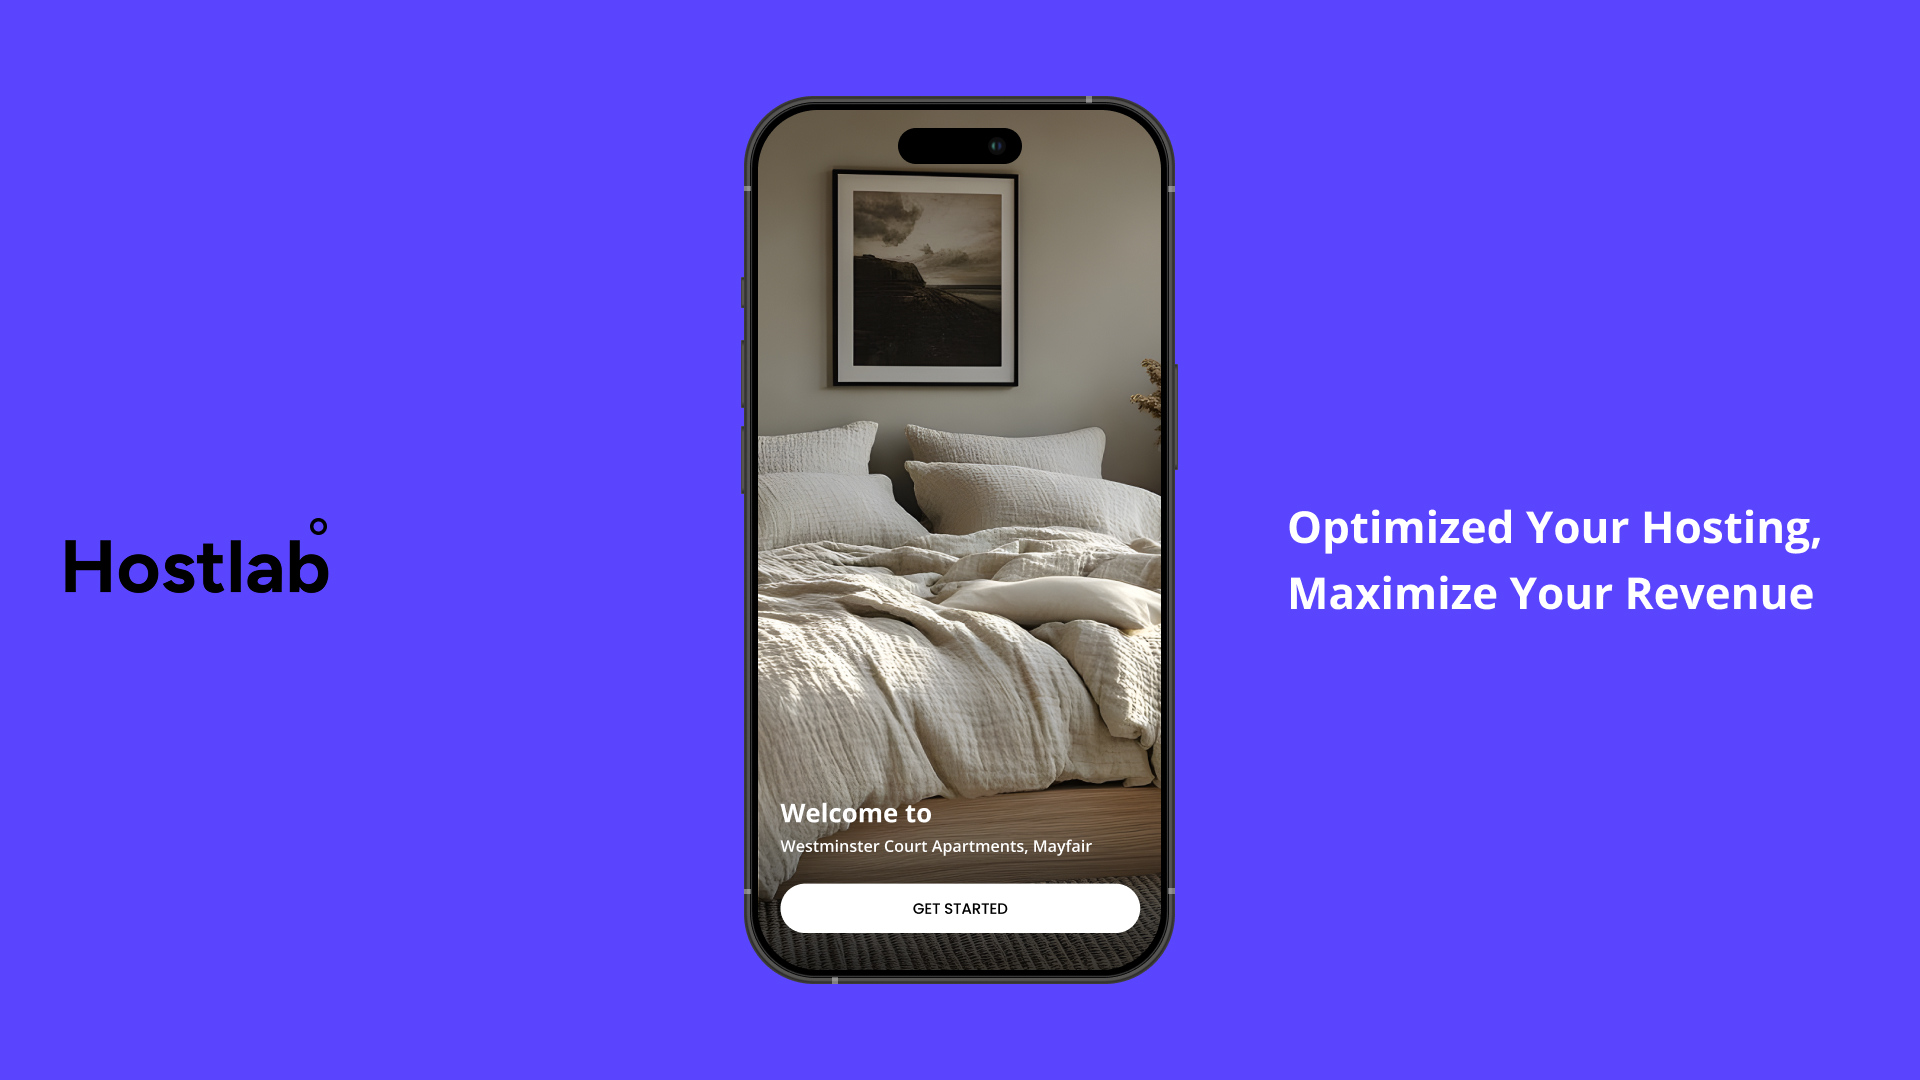 Hostlab
Optimized Your Hosting,
Maximize Your Revenue
Welcome to
Westminster Court Apartments, Mayfair
GET STARTED